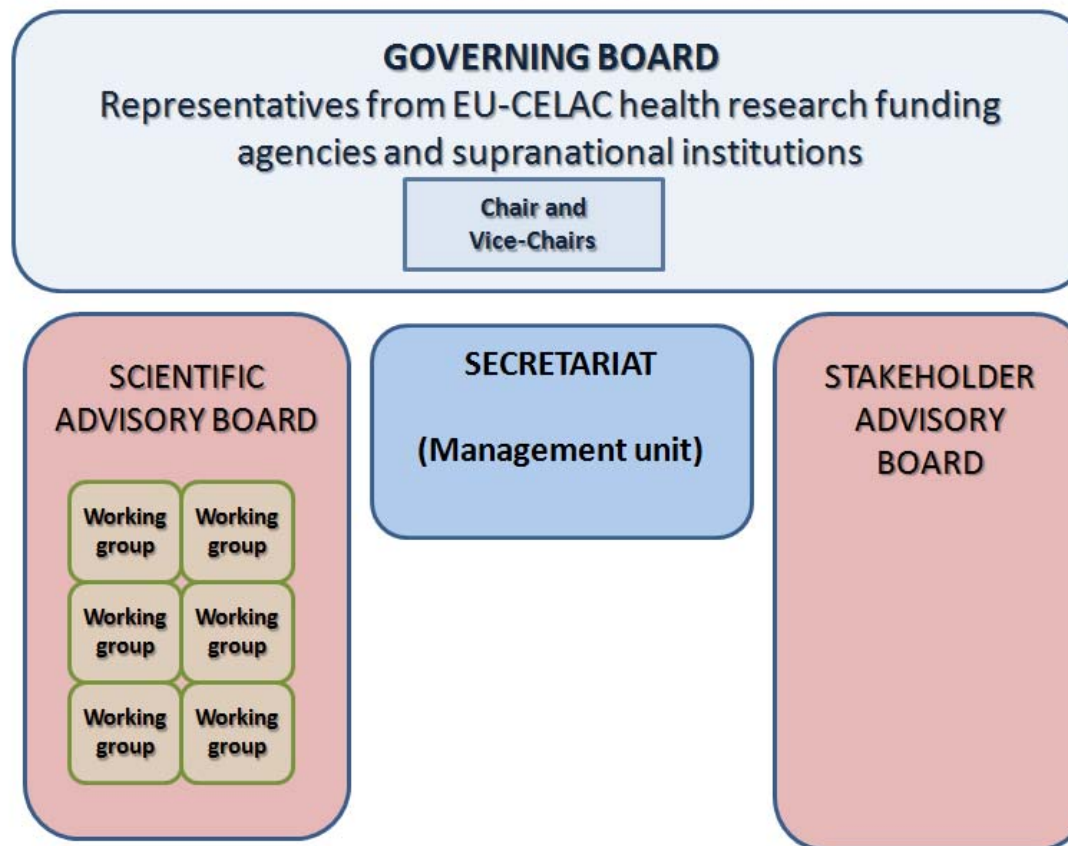 GOVERNING BOARD
Representatives from EU-CELAC health research funding
agencies and supranational institutions
Chair and
Vice-Chairs
SCIENTIFIC
ADVISORY BOARD
Working
group
Working
group
Working
group
Working
group
Working
group
Working
group
SECRETARIAT
(Management unit)
STAKEHOLDER
ADVISORY
BOARD